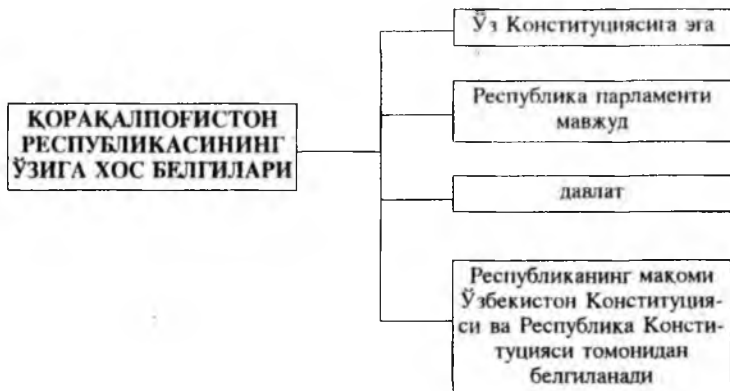 ҚОРАҚАЛПОҒИСТОН
РЕСПУБЛИКАСИНИНГ
ЎЗИГА ХОС БЕЛГИЛАРИ
Ўз Конституциясига эга
Республика парламенти
мавжуд
давлат
Республиканинг мақоми
Ўзбекистон Конституция-
си ва Республика Консти-
туцияси томонидан
белгиланади